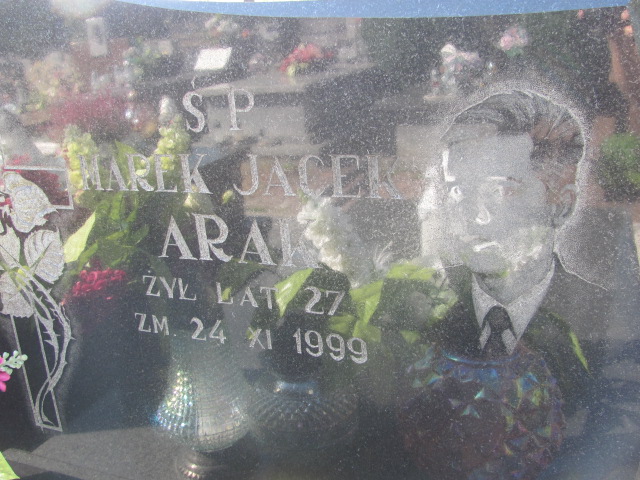 ŚP
MAREK JACEK
ARAK
ŻYŁ LAT 27
ZM. 24 XI 1999